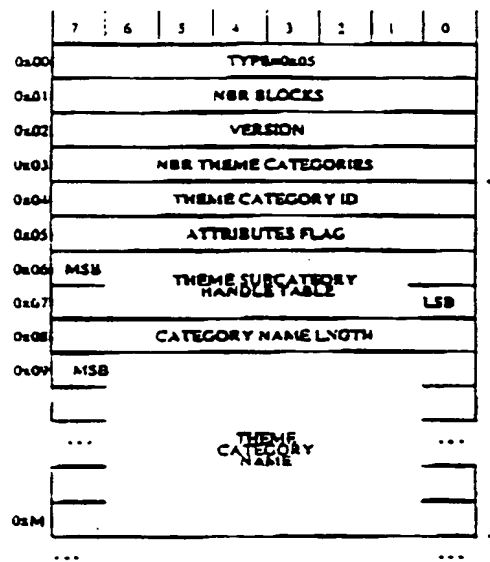 7 6 5 4 3 2 1 0
0x00 TYPE=0x05
0x01 NBR BLOCKS
0x02 VERSION
0x03 NBR THEME CATEGORIES
0x04 THEME CATEGORY ID
0x05 ATTRIBUTES FLAG
0x06 MSB
THEME SUBCATEGORY
HANDLE TABLE
0x07 LSB
0x08 CATEGORY NAME LNGTH
0x09 MSB
... THEME ...
CATEGORY
NAME
0xM
... ...